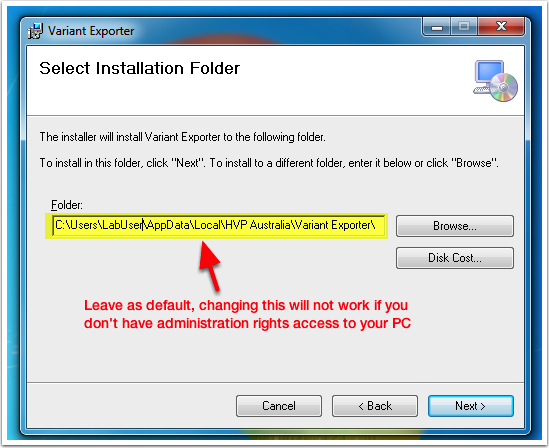 Variant Exporter
Select Installation Folder
The installer will install Variant Exporter to the following folder.
To install in this folder, click "Next". To install to a different folder, enter it below or click "Browse".
Folder:
C:\Users\LabUser\AppData\Local\HVP Australia\Variant Exporter\
Browse...
Disk Cost...
Leave as default, changing this will not work if you
don't have administration rights access to your PC
Cancel
< Back
Next >